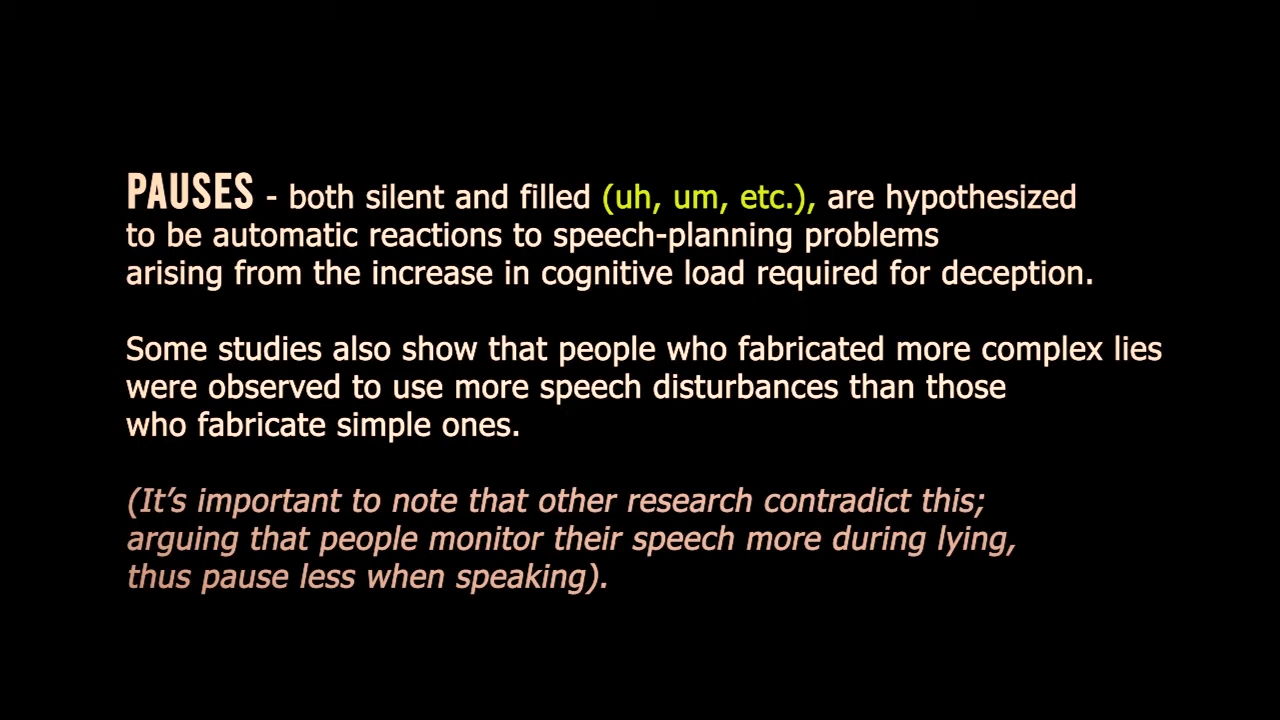 PAUSES - both silent and filled (uh, um, etc.), are hypothesized
to be automatic reactions to speech-planning problems
arising from the increase in cognitive load required for deception.
Some studies also show that people who fabricated more complex lies
were observed to use more speech disturbances than those
who fabricate simple ones.
(It’s important to note that other research contradict this;
arguing that people monitor their speech more during lying,
thus pause less when speaking).